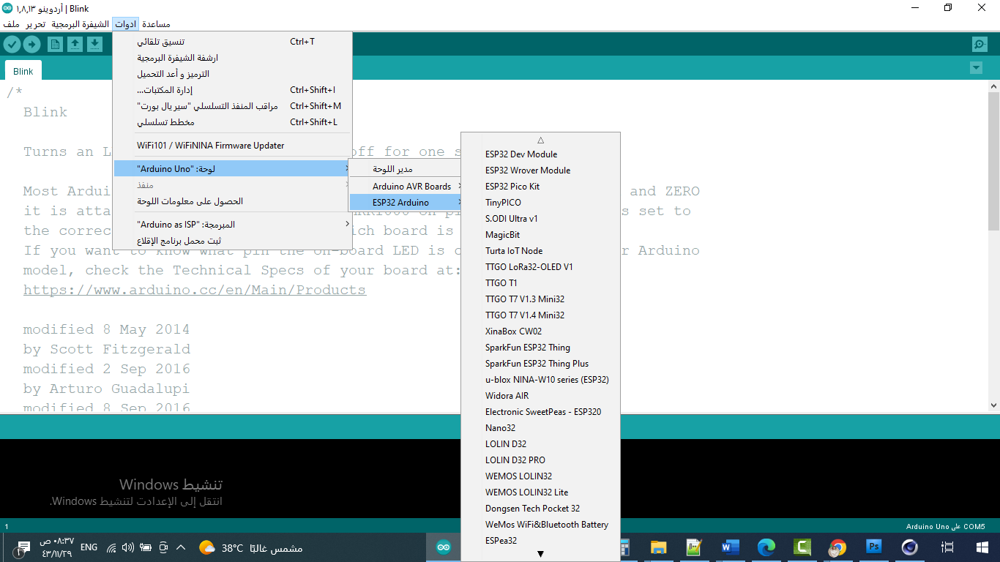 Blink | أردوينو ١,٨,١٣
ملف تحرير الشيفرة البرمجية ادوات مساعدة
Blink
تنسيق تلقائي Ctrl+T
ارشفة الشيفرة البرمجية
الترميز و أعد التحميل
إدارة المكتبات... Ctrl+Shift+I
مراقب المنفذ التسلسلي "سيريال بورت" Ctrl+Shift+M
مخطط تسلسلي Ctrl+Shift+L
WiFi101 / WiFiNINA Firmware Updater
لوحة: "Arduino Uno"
منفذ
الحصول على معلومات اللوحة
المبرمجة: "Arduino as ISP"
ثبت محمل برنامج الإقلاع
مدير اللوحة
Arduino AVR Boards
ESP32 Arduino
ESP32 Dev Module
ESP32 Wrover Module
ESP32 Pico Kit
TinyPICO
S.ODI Ultra v1
MagicBit
Turta IoT Node
TTGO LoRa32-OLED V1
TTGO T1
TTGO T7 V1.3 Mini32
TTGO T7 V1.4 Mini32
XinaBox CW02
SparkFun ESP32 Thing
SparkFun ESP32 Thing Plus
u-blox NINA-W10 series (ESP32)
Widora AIR
Electronic SweetPeas - ESP320
Nano32
LOLIN D32
LOLIN D32 PRO
WEMOS LOLIN32
WEMOS LOLIN32 Lite
Dongsen Tech Pocket 32
WeMos WiFi&Bluetooth Battery
ESPea32
/*
Blink
Turns an L off for one s
Most Ardui and ZERO
it is atta s set to
the correc ich board is
If you want to know what pin the on-board LED is c r Arduino
model, check the Technical Specs of your board at:
https://www.arduino.cc/en/Main/Products
modified 8 May 2014
by Scott Fitzgerald
modified 2 Sep 2016
by Arturo Guadalupi
modified 8 Sep 2016
تنشيط Windows
انتقل إلى الإعدادت لتنشيط Windows.
1
Arduino Uno على COM5
٠٨:٣٧ ص
٤٣/١١/٢٩
ENG
38°C مشمس غالبًا
Ps